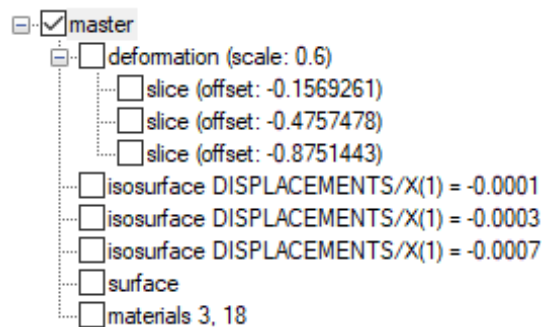 master
deformation (scale: 0.6)
slice (offset: -0.1569261)
slice (offset: -0.4757478)
slice (offset: -0.8751443)
isosurface DISPLACEMENTS/X(1) = -0.0001
isosurface DISPLACEMENTS/X(1) = -0.0003
isosurface DISPLACEMENTS/X(1) = -0.0007
surface
materials 3, 18